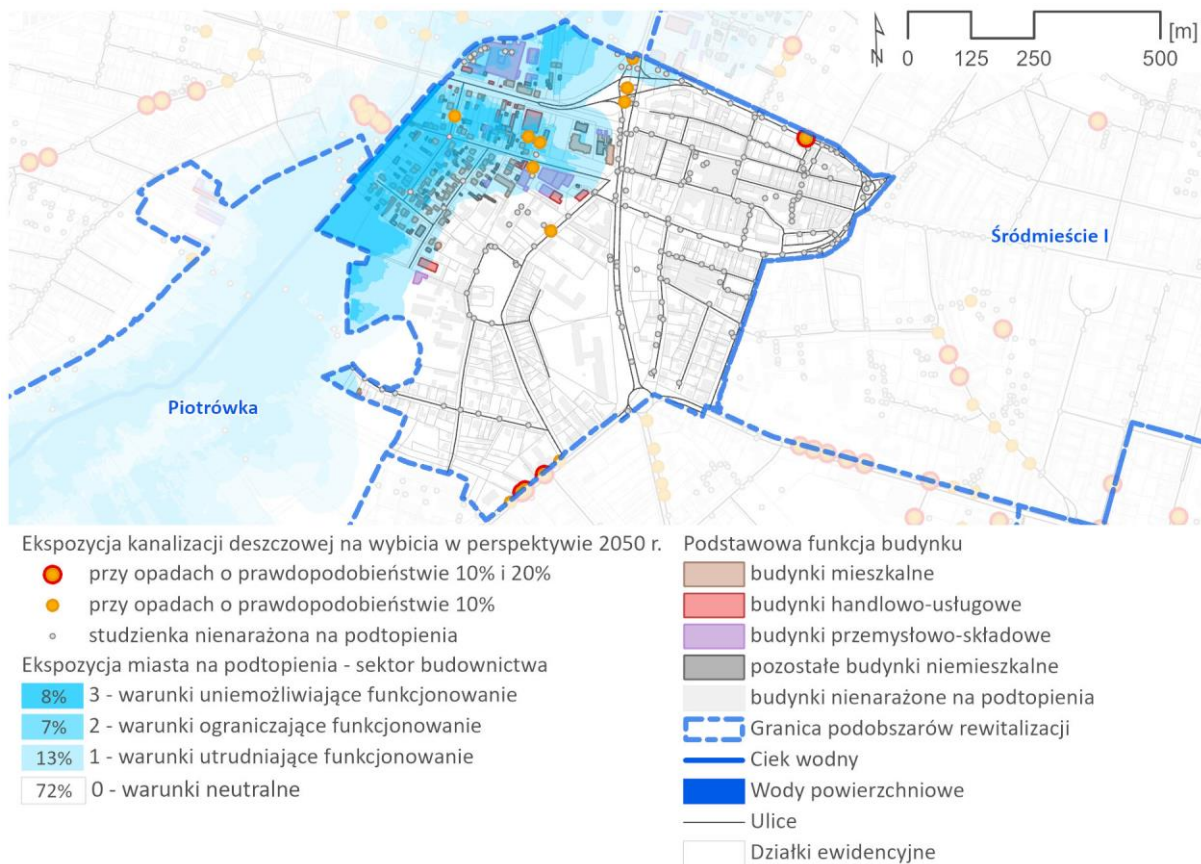 [m]
N
0 125 250 500
Śródmieście I
Piotrówka
Ekspozycja kanalizacji deszczowej na wybicia w perspektywie 2050 r.
przy opadach o prawdopodobieństwie 10% i 20%
przy opadach o prawdopodobieństwie 10%
studzienka nienarażona na podtopienia
Ekspozycja miasta na podtopienia - sektor budownictwa
8% 3 - warunki uniemożliwiające funkcjonowanie
7% 2 - warunki ograniczające funkcjonowanie
13% 1 - warunki utrudniające funkcjonowanie
72% 0 - warunki neutralne
Podstawowa funkcja budynku
budynki mieszkalne
budynki handlowo-usługowe
budynki przemysłowo-składowe
pozostałe budynki niemieszkalne
budynki nienarażone na podtopienia
Granica podobszarów rewitalizacji
Ciek wodny
Wody powierzchniowe
Ulice
Działki ewidencyjne